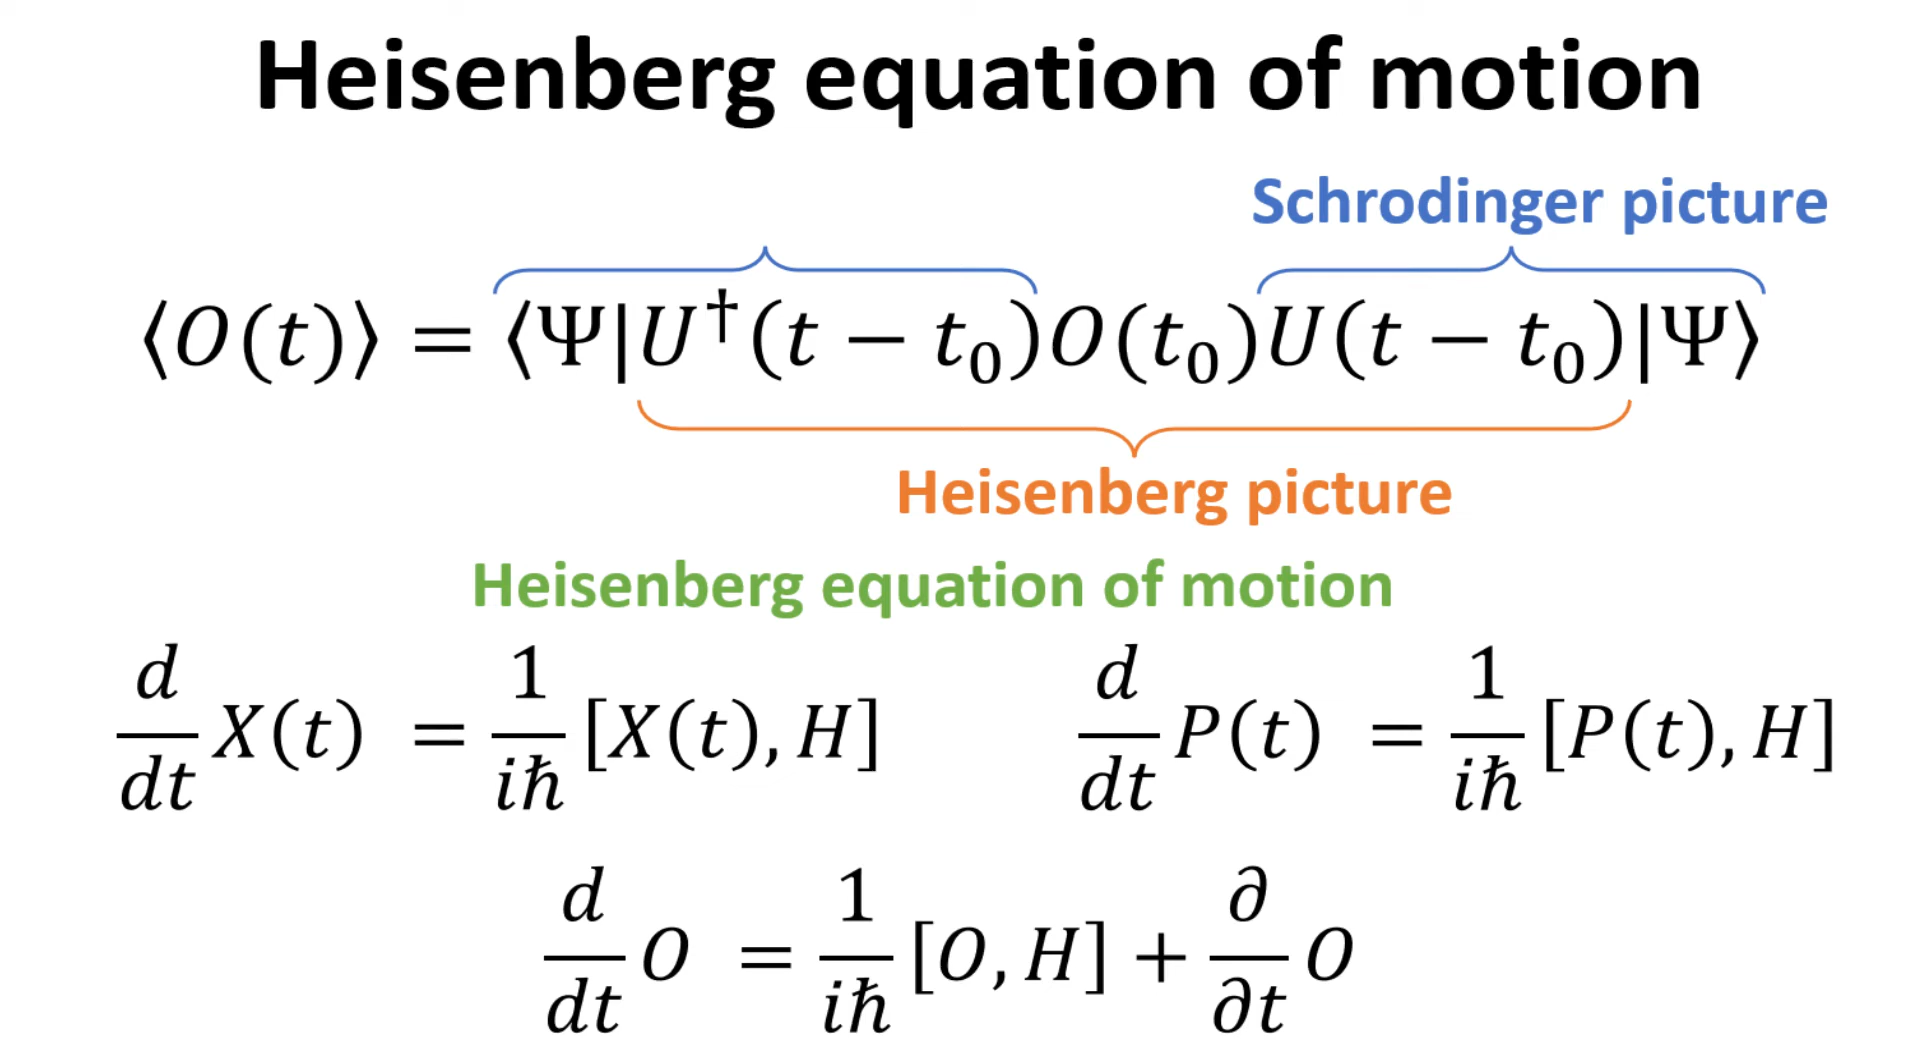 Heisenberg equation of motion
Schrodinger picture
⟨O(t)⟩ = ⟨Ψ|U†(t − t₀)O(t₀)U(t − t₀)|Ψ⟩
Heisenberg picture
Heisenberg equation of motion
d/dt X(t) = 1/iħ [X(t), H]
d/dt P(t) = 1/iħ [P(t), H]
d/dt O = 1/iħ [O, H] + ∂/∂t O